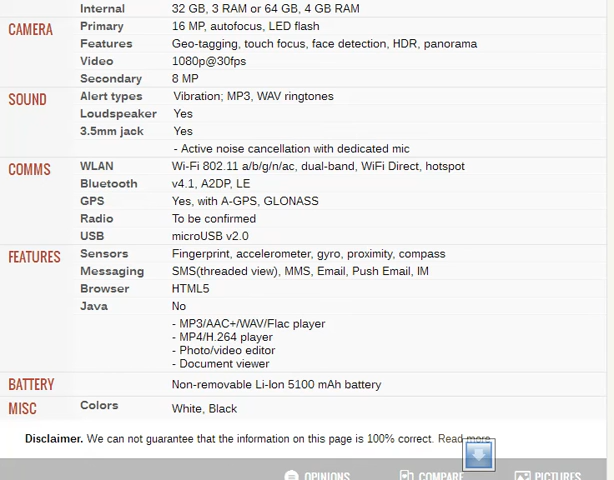 Internal 32 GB, 3 RAM or 64 GB, 4 GB RAM
CAMERA Primary 16 MP, autofocus, LED flash
Features Geo-tagging, touch focus, face detection, HDR, panorama
Video 1080p@30fps
Secondary 8 MP
SOUND Alert types Vibration; MP3, WAV ringtones
Loudspeaker Yes
3.5mm jack Yes
- Active noise cancellation with dedicated mic
COMMS WLAN Wi-Fi 802.11 a/b/g/n/ac, dual-band, WiFi Direct, hotspot
Bluetooth v4.1, A2DP, LE
GPS Yes, with A-GPS, GLONASS
Radio To be confirmed
USB microUSB v2.0
FEATURES Sensors Fingerprint, accelerometer, gyro, proximity, compass
Messaging SMS(threaded view), MMS, Email, Push Email, IM
Browser HTML5
Java No
- MP3/AAC+/WAV/Flac player
- MP4/H.264 player
- Photo/video editor
- Document viewer
BATTERY Non-removable Li-Ion 5100 mAh battery
MISC Colors White, Black
Disclaimer. We can not guarantee that the information on this page is 100% correct. Read more
OPINIONS COMPARE PICTURES